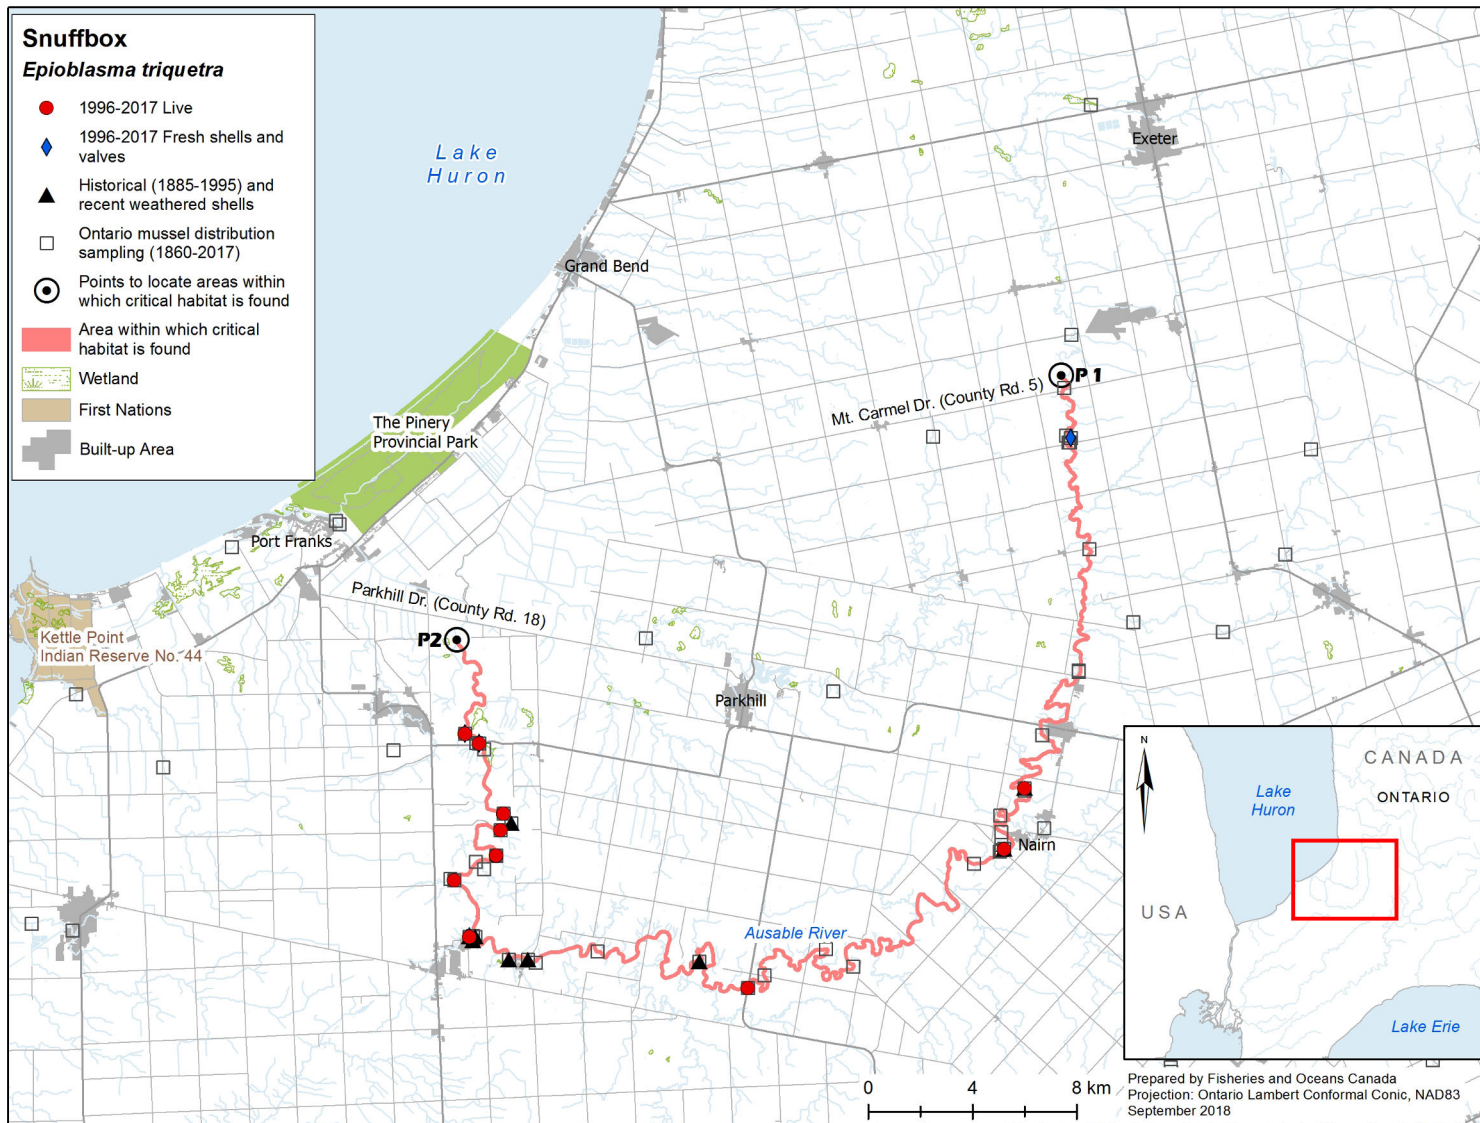 Snuffbox
Epioblasma triquetra
1996-2017 Live
1996-2017 Fresh shells and
valves
Historical (1885-1995) and
recent weathered shells
Ontario mussel distribution
sampling (1860-2017)
Points to locate areas within
which critical habitat is found
Area within which critical
habitat is found
Wetland
First Nations
Built-up Area
Lake
Huron
Exeter
Grand Bend
P 1
Mt. Carmel Dr. (County Rd. 5)
The Pinery
Provincial Park
Port Franks
Parkhill Dr. (County Rd. 18)
P2
Kettle Point
Indian Reserve No. 44
Parkhill
Nairn
Ausable River
N
CANADA
ONTARIO
Lake
Huron
USA
Lake Erie
0 4 8 km
Prepared by Fisheries and Oceans Canada
Projection: Ontario Lambert Conformal Conic, NAD83
September 2018